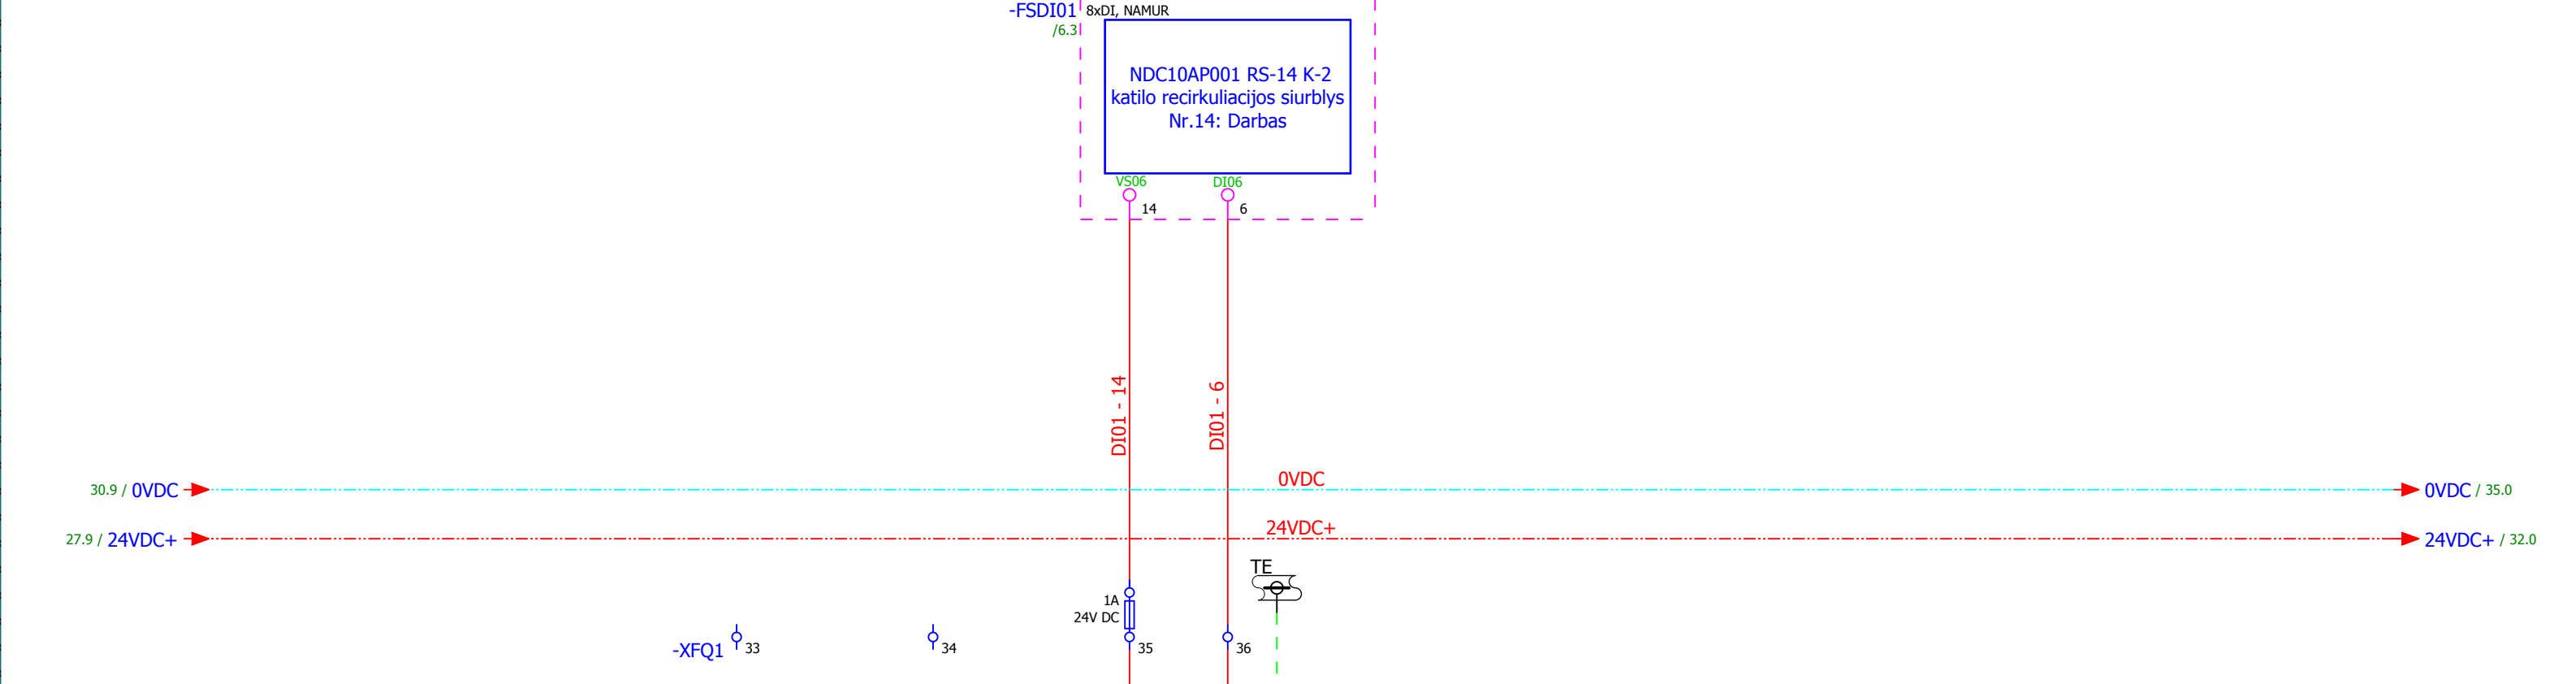 -FSDI01 8xDI, NAMUR
/6.3
NDC10AP001 RS-14 K-2
katilo recirkuliacijos siurblys
Nr.14: Darbas
VS06 DI06
14 6
DI01 - 14
DI01 - 6
0VDC
30.9 / 0VDC 0VDC / 35.0
24VDC+
27.9 / 24VDC+ 24VDC+ / 32.0
TE
1A
24V DC
-XFQ1 33 34 35 36